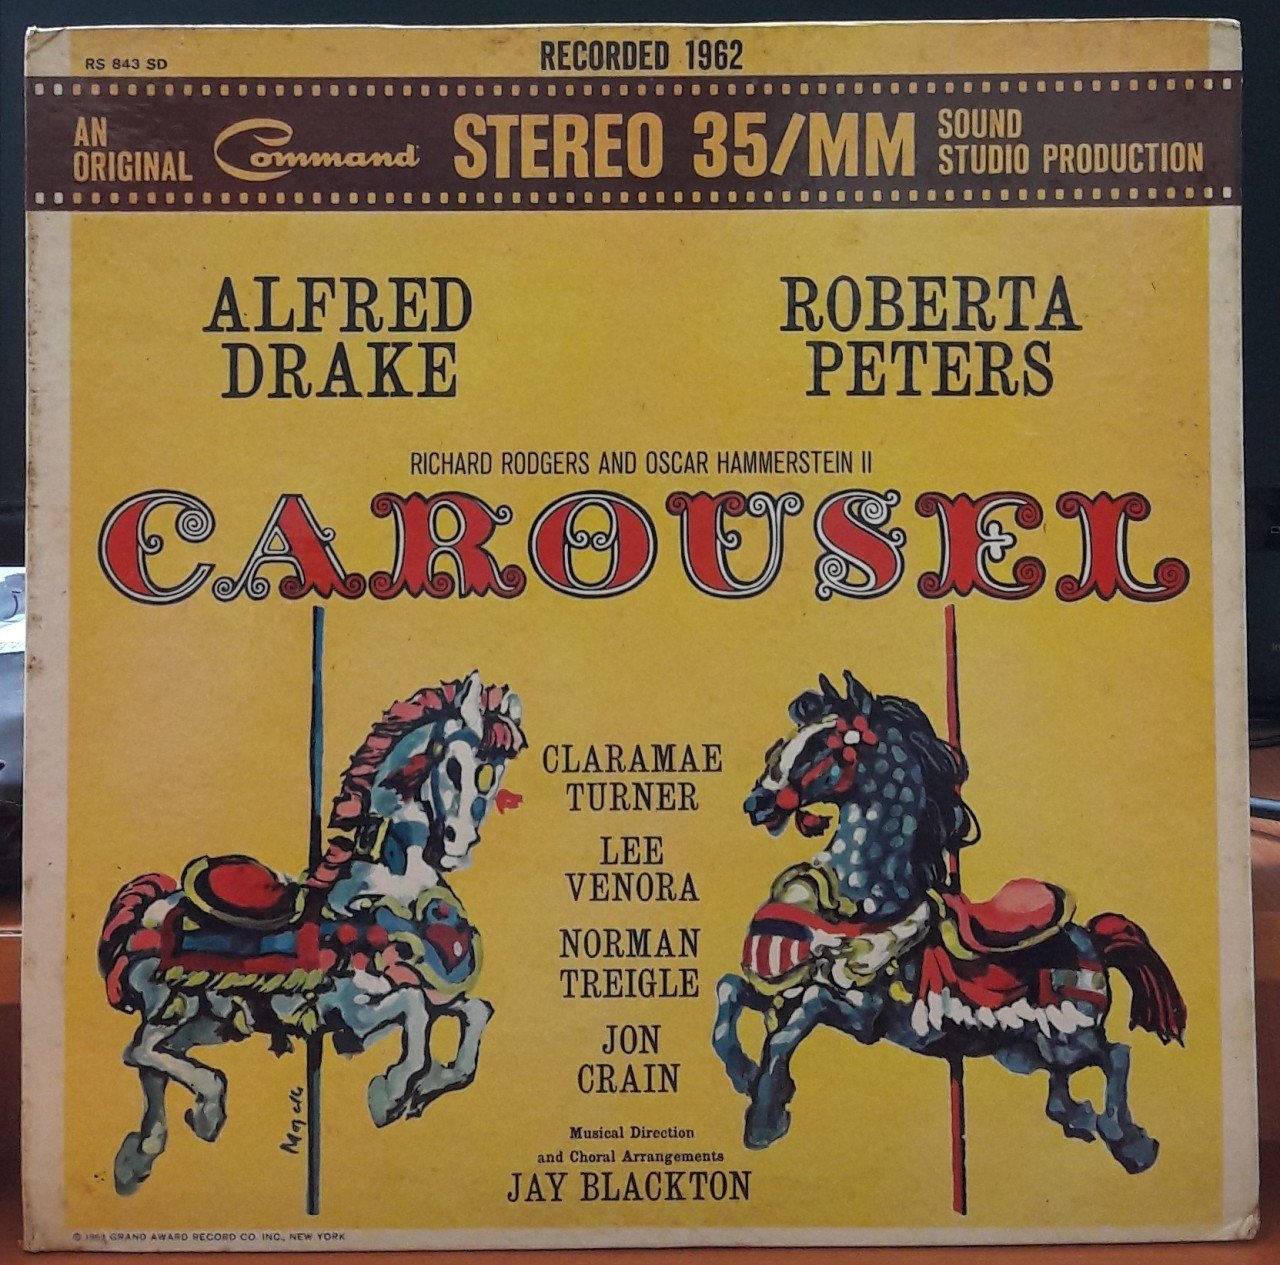 RS 843 SD
RECORDED 1962
AN
ORIGINAL
Command
STEREO 35/MM
SOUND
STUDIO PRODUCTION
ALFRED
DRAKE
ROBERTA
PETERS
RICHARD RODGERS AND OSCAR HAMMERSTEIN II
CAROUSEL
CLARAMAE
TURNER
LEE
VENORA
NORMAN
TREIGLE
JON
CRAIN
Musical Direction
and Choral Arrangements
JAY BLACKTON
© GRAND AWARD RECORD CO. INC., NEW YORK